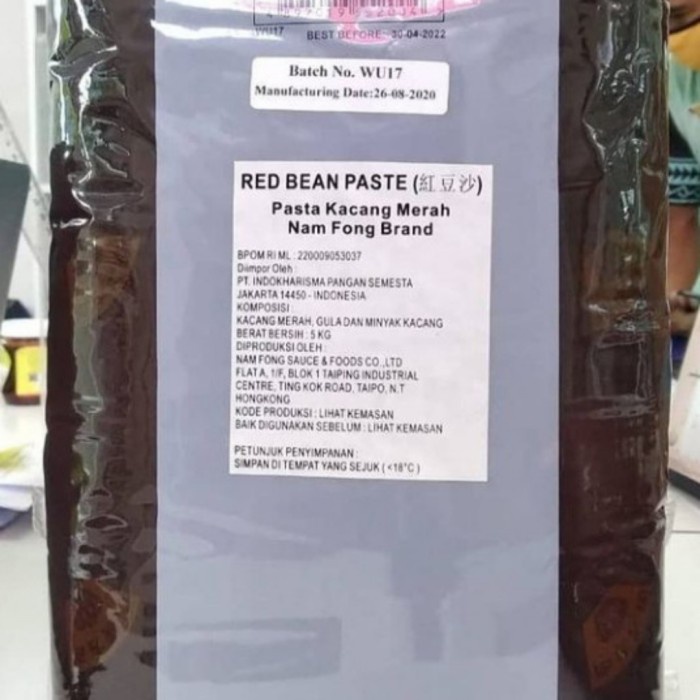 WU17 BEST BEFORE: 30-04-2022
Batch No. WU17
Manufacturing Date:26-08-2020
RED BEAN PASTE (紅豆沙)
Pasta Kacang Merah
Nam Fong Brand
BPOM RI ML : 220009053037
Diimpor Oleh :
PT. INDOKHARISMA PANGAN SEMESTA
JAKARTA 14450 - INDONESIA
KOMPOSISI :
KACANG MERAH, GULA DAN MINYAK KACANG
BERAT BERSIH : 5 KG
DIPRODUKSI OLEH :
NAM FONG SAUCE & FOODS CO.,LTD
FLAT A, 1/F, BLOK 1 TAIPING INDUSTRIAL
CENTRE, TING KOK ROAD, TAIPO, N.T
HONGKONG
KODE PRODUKSI : LIHAT KEMASAN
BAIK DIGUNAKAN SEBELUM : LIHAT KEMASAN
PETUNJUK PENYIMPANAN :
SIMPAN DI TEMPAT YANG SEJUK ( <18°C )